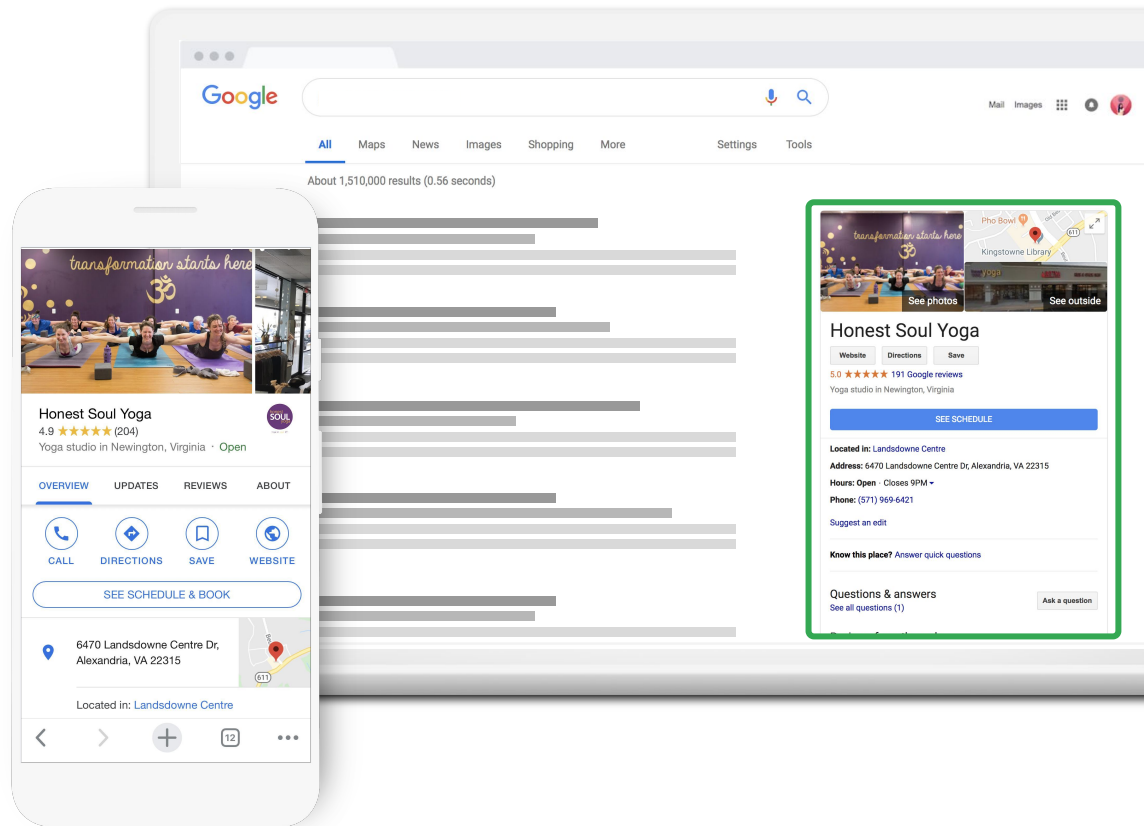 Google
Mail Images
All Maps News Images Shopping More Settings Tools
About 1,510,000 results (0.56 seconds)
transformation starts here
Pho Bowl
611
Kingstowne Library
yoga
See photos
See outside
Honest Soul Yoga
Website Directions Save
5.0 ★★★★★ 191 Google reviews
Yoga studio in Newington, Virginia
SEE SCHEDULE
Located in: Landsdowne Centre
Address: 6470 Landsdowne Centre Dr, Alexandria, VA 22315
Hours: Open · Closes 9PM
Phone: (571) 969-6421
Suggest an edit
Know this place? Answer quick questions
Questions & answers
See all questions (1)
Ask a question
transformation starts here
Honest Soul Yoga
SOUL
4.9 ★★★★★ (204)
Yoga studio in Newington, Virginia · Open
OVERVIEW UPDATES REVIEWS ABOUT
CALL DIRECTIONS SAVE WEBSITE
SEE SCHEDULE & BOOK
6470 Landsdowne Centre Dr,
Alexandria, VA 22315
611
Located in: Landsdowne Centre
12